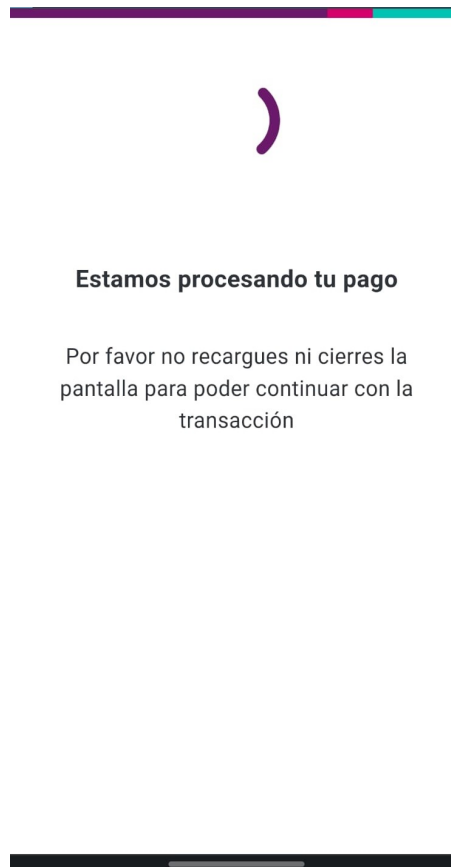 Estamos procesando tu pago
Por favor no recargues ni cierres la
pantalla para poder continuar con la
transacción